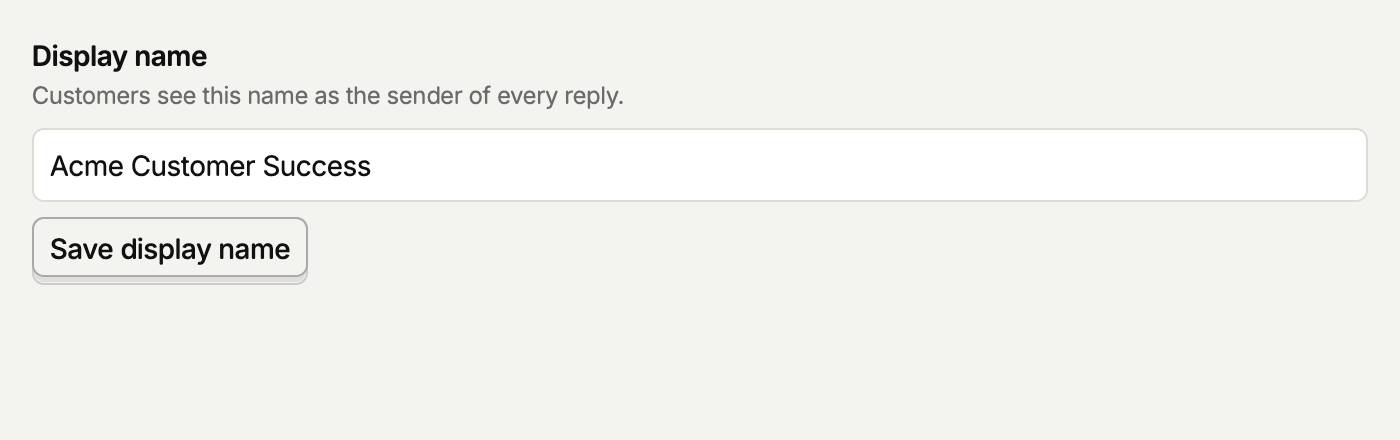 Display name
Customers see this name as the sender of every reply.
Acme Customer Success
Save display name